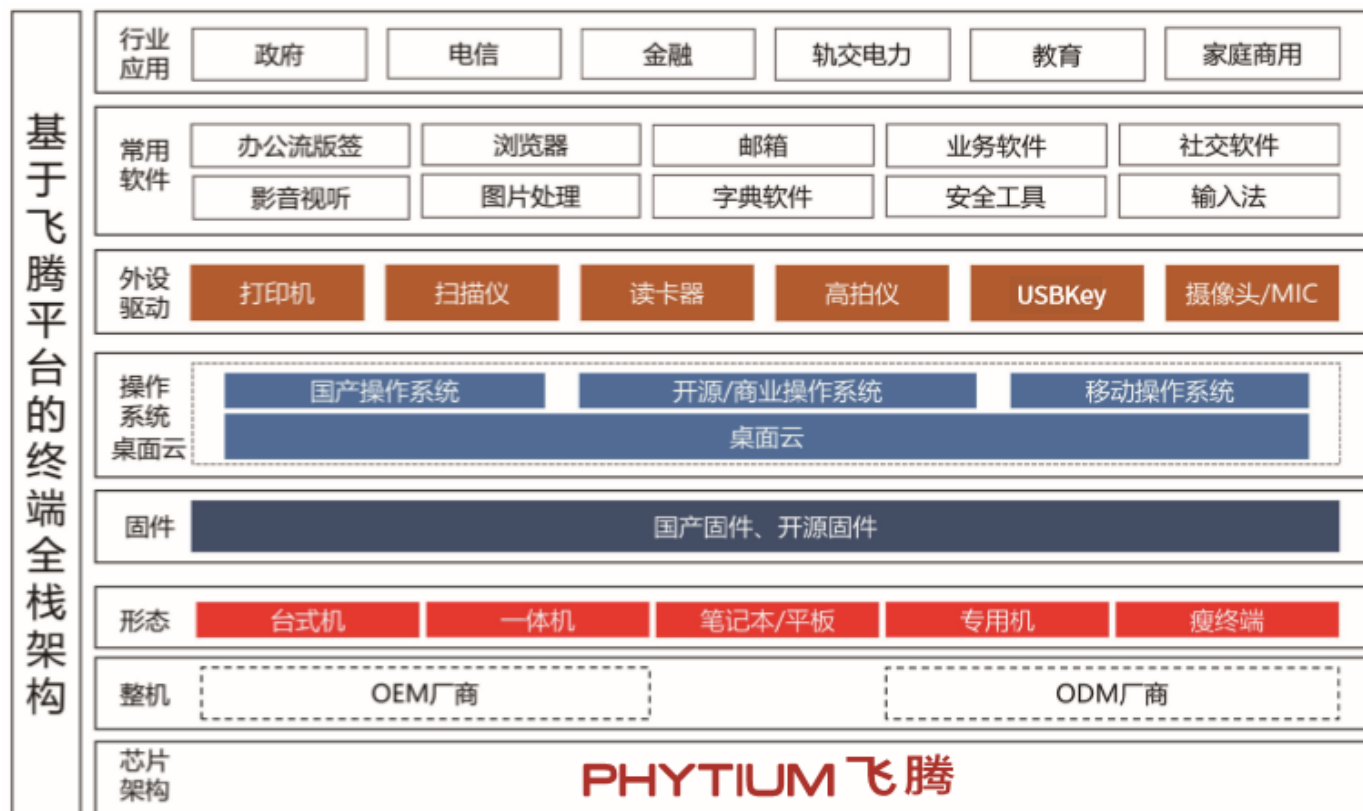 基于飞腾平台的终端全栈架构
行业
应用
政府 电信 金融 轨交电力 教育 家庭商用
常用
软件
办公流版签 浏览器 邮箱 业务软件 社交软件
影音视听 图片处理 字典软件 安全工具 输入法
外设
驱动
打印机 扫描仪 读卡器 高拍仪 USBKey 摄像头/MIC
操作
系统
桌面云
国产操作系统 开源/商业操作系统 移动操作系统
桌面云
固件
国产固件、开源固件
形态
台式机 一体机 笔记本/平板 专用机 瘦终端
整机
OEM厂商 ODM厂商
芯片
架构
PHYTIUM飞腾